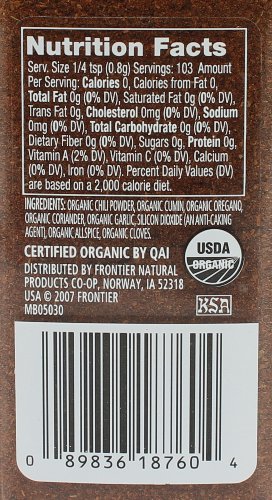 Nutrition Facts
Serv. Size 1/4 tsp (0.8g) Servings: 103 Amount
Per Serving: Calories 0, Calories from Fat 0,
Total Fat 0g (0% DV), Saturated Fat 0g (0% DV),
Trans Fat 0g, Cholesterol 0mg (0% DV), Sodium
0mg (0% DV), Total Carbohydrate 0g (0% DV),
Dietary Fiber 0g (0% DV), Sugars 0g, Protein 0g,
Vitamin A (2% DV), Vitamin C (0% DV), Calcium
(0% DV), Iron (0% DV). Percent Daily Values (DV)
are based on a 2,000 calorie diet.
INGREDIENTS: ORGANIC CHILI POWDER, ORGANIC CUMIN, ORGANIC OREGANO,
ORGANIC CORIANDER, ORGANIC GARLIC, SILICON DIOXIDE (AN ANTI-CAKING
AGENT), ORGANIC ALLSPICE, ORGANIC CLOVES.
CERTIFIED ORGANIC BY QAI
DISTRIBUTED BY FRONTIER NATURAL
PRODUCTS CO-OP, NORWAY, IA 52318
USA © 2007 FRONTIER
MB05030
USDA
ORGANIC
KSA
0 89836 18760 4